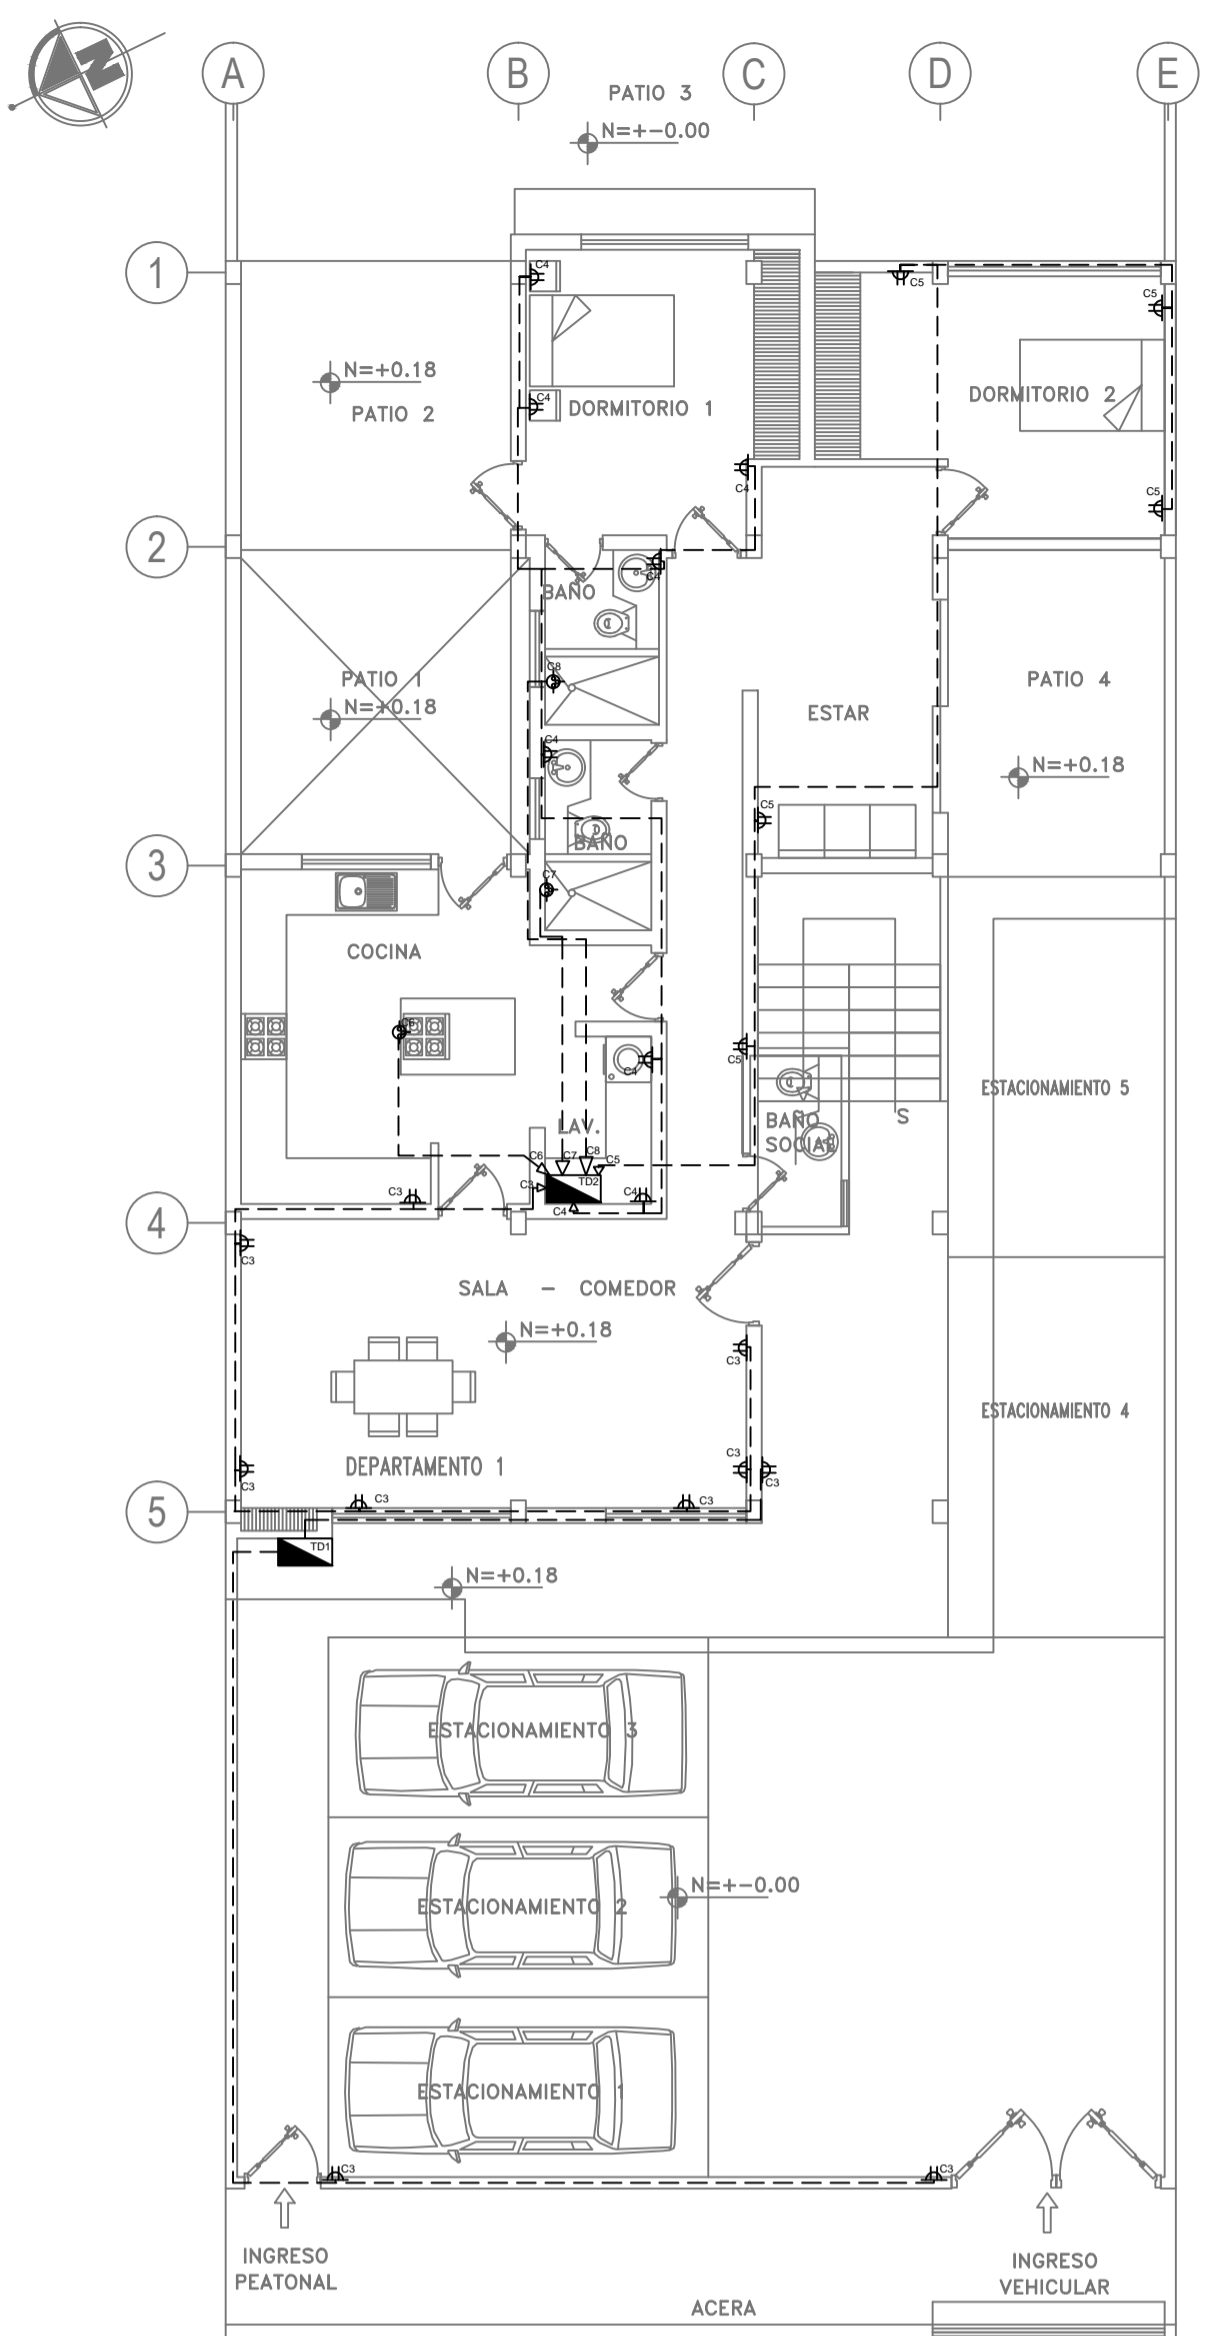 N
A
B
C
D
E
PATIO 3
N=+-0.00
1
C4
C5
C5
N=+0.18
PATIO 2
C4
DORMITORIO 1
DORMITORIO 2
C4
C5
2
C4
BAÑO
C8
PATIO 1
N=+0.18
ESTAR
PATIO 4
C4
N=+0.18
C5
BAÑO
3
C7
COCINA
C6
C5
C4
ESTACIONAMIENTO 5
LAV.
BAÑO
SOCIAL
S
C6
C7
C8
C5
C3
TD2
C3
C4
C4
4
C3
SALA - COMEDOR
N=+0.18
C3
ESTACIONAMIENTO 4
C3
DEPARTAMENTO 1
C3
C3
C3
C3
5
TD1
N=+0.18
ESTACIONAMIENTO 3
N=+-0.00
ESTACIONAMIENTO 2
ESTACIONAMIENTO 1
C3
C3
INGRESO
PEATONAL
INGRESO
VEHICULAR
ACERA